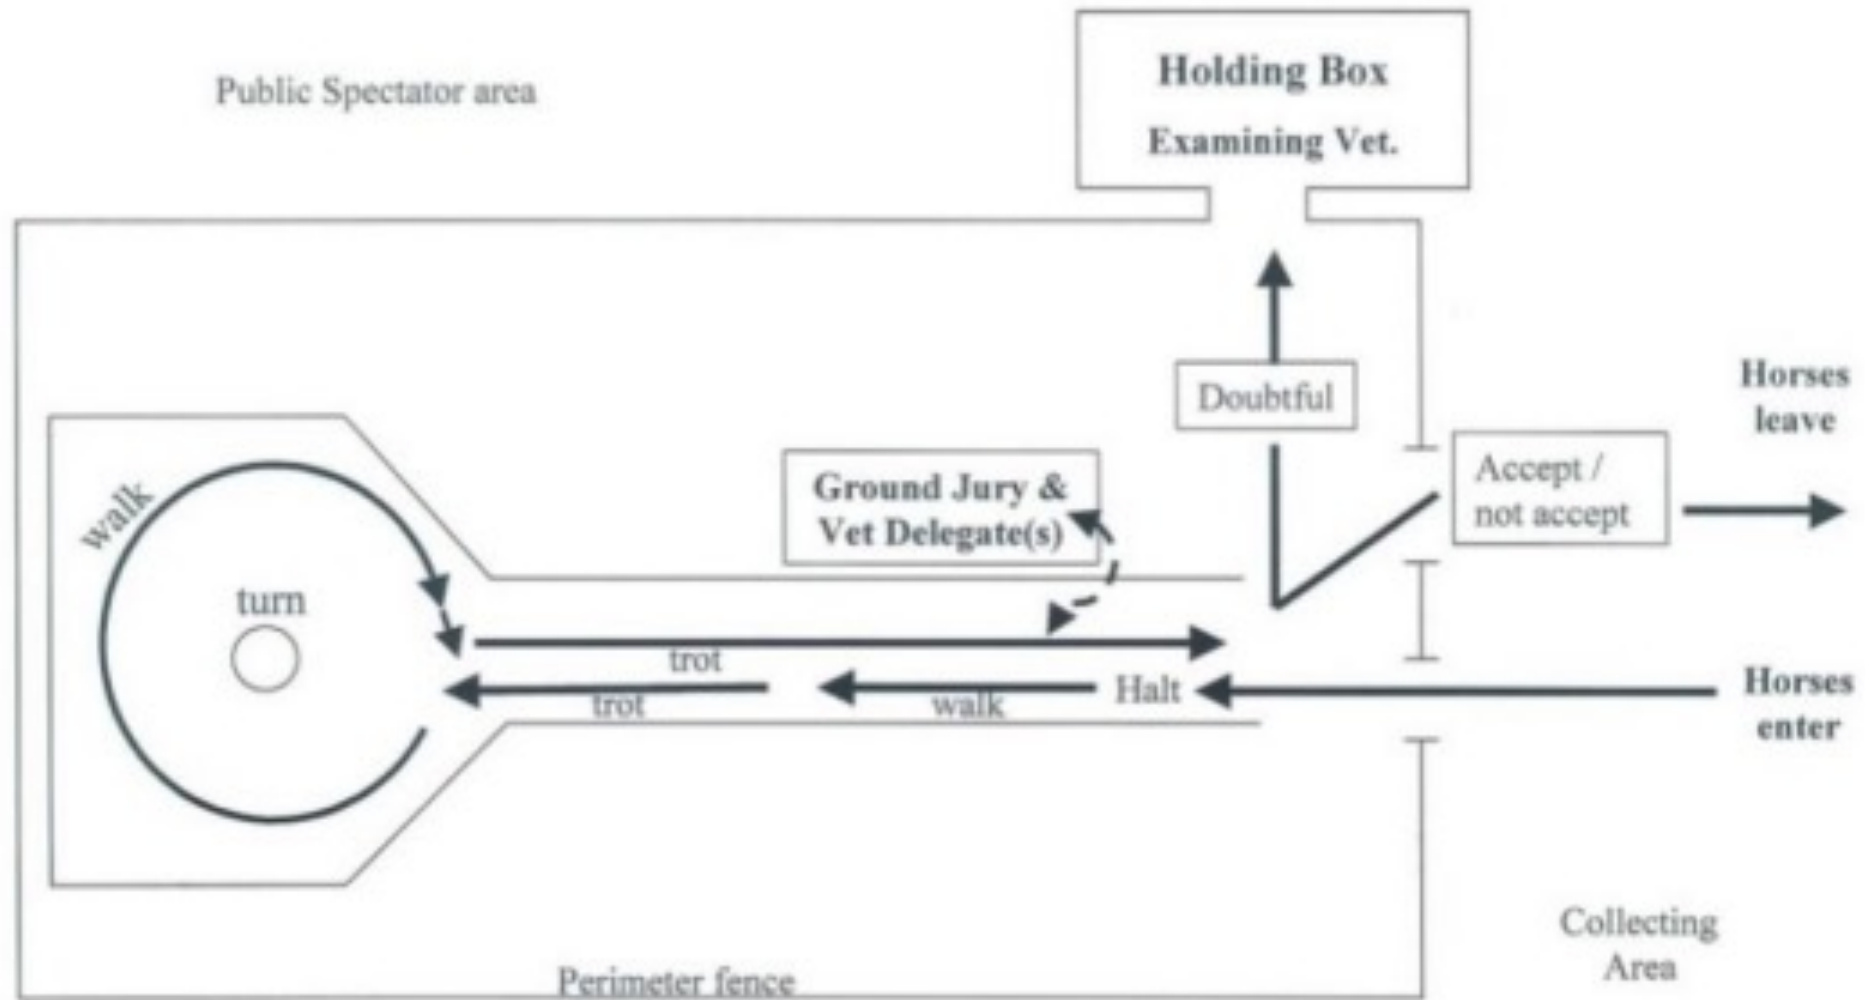 Public Spectator area
Holding Box
Examining Vet.
Doubtful
Horses
leave
Accept /
not accept
Ground Jury &
Vet Delegate(s)
walk
turn
trot
trot
walk
Halt
Horses
enter
Collecting
Area
Perimeter fence